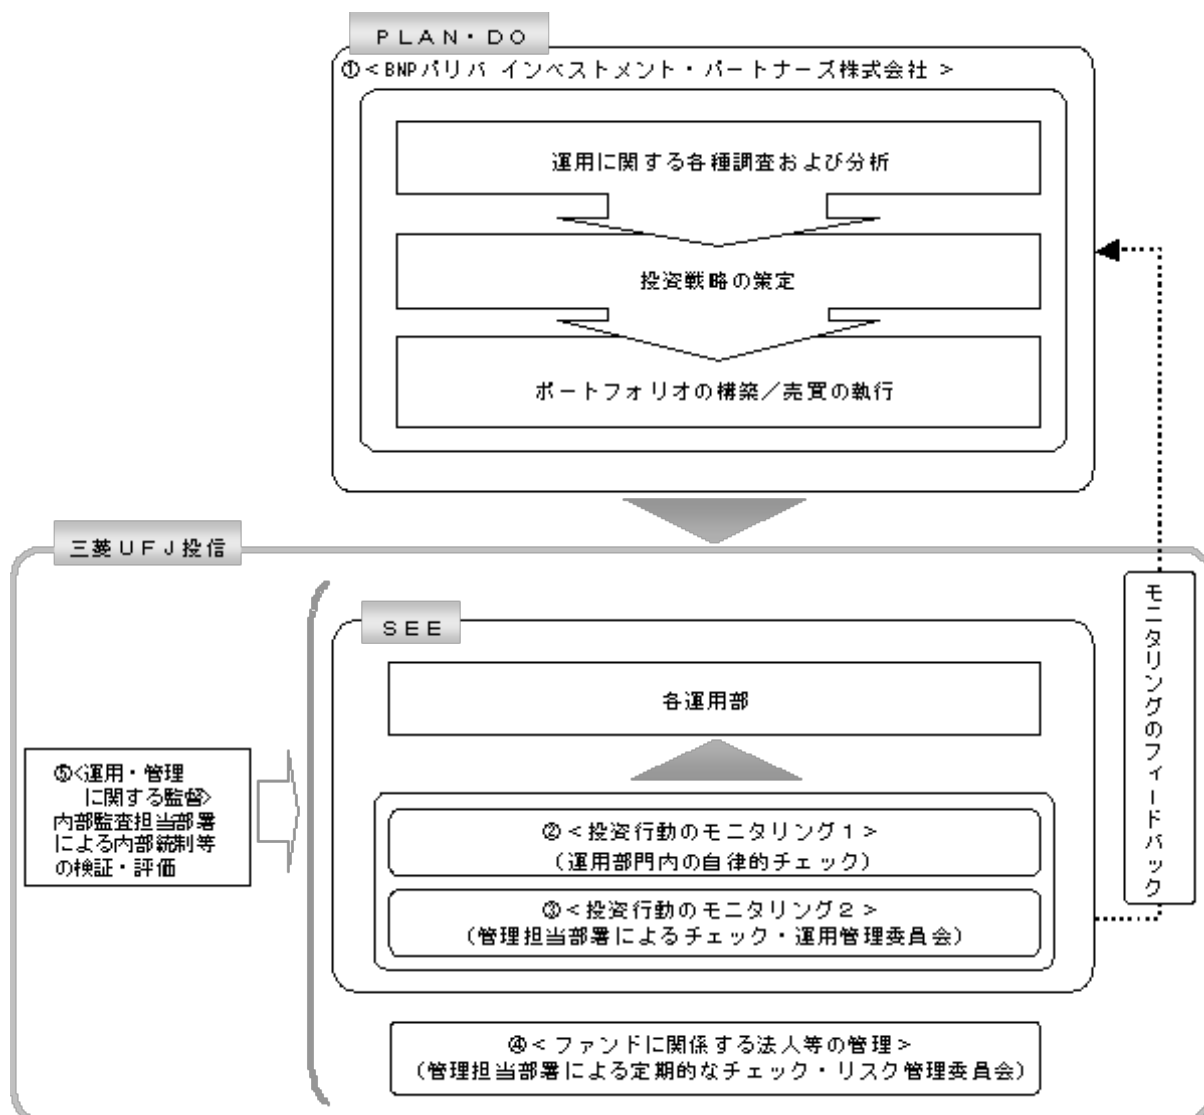 ＰＬＡＮ・ＤＯ
①＜BNPパリバ インベストメント・パートナーズ株式会社＞
運用に関する各種調査および分析
投資戦略の策定
ポートフォリオの構築／売買の執行
三菱ＵＦＪ投信
ＳＥＥ
各運用部
②＜投資行動のモニタリング１＞
（運用部門内の自律的チェック）
③＜投資行動のモニタリング２＞
（管理担当部署によるチェック・運用管理委員会）
④＜ファンドに関係する法人等の管理＞
（管理担当部署による定期的なチェック・リスク管理委員会）
⑤<運用・管理
に関する監督>
内部監査担当部署
による内部統制等
の検証・評価
モニタリングのフィードバック